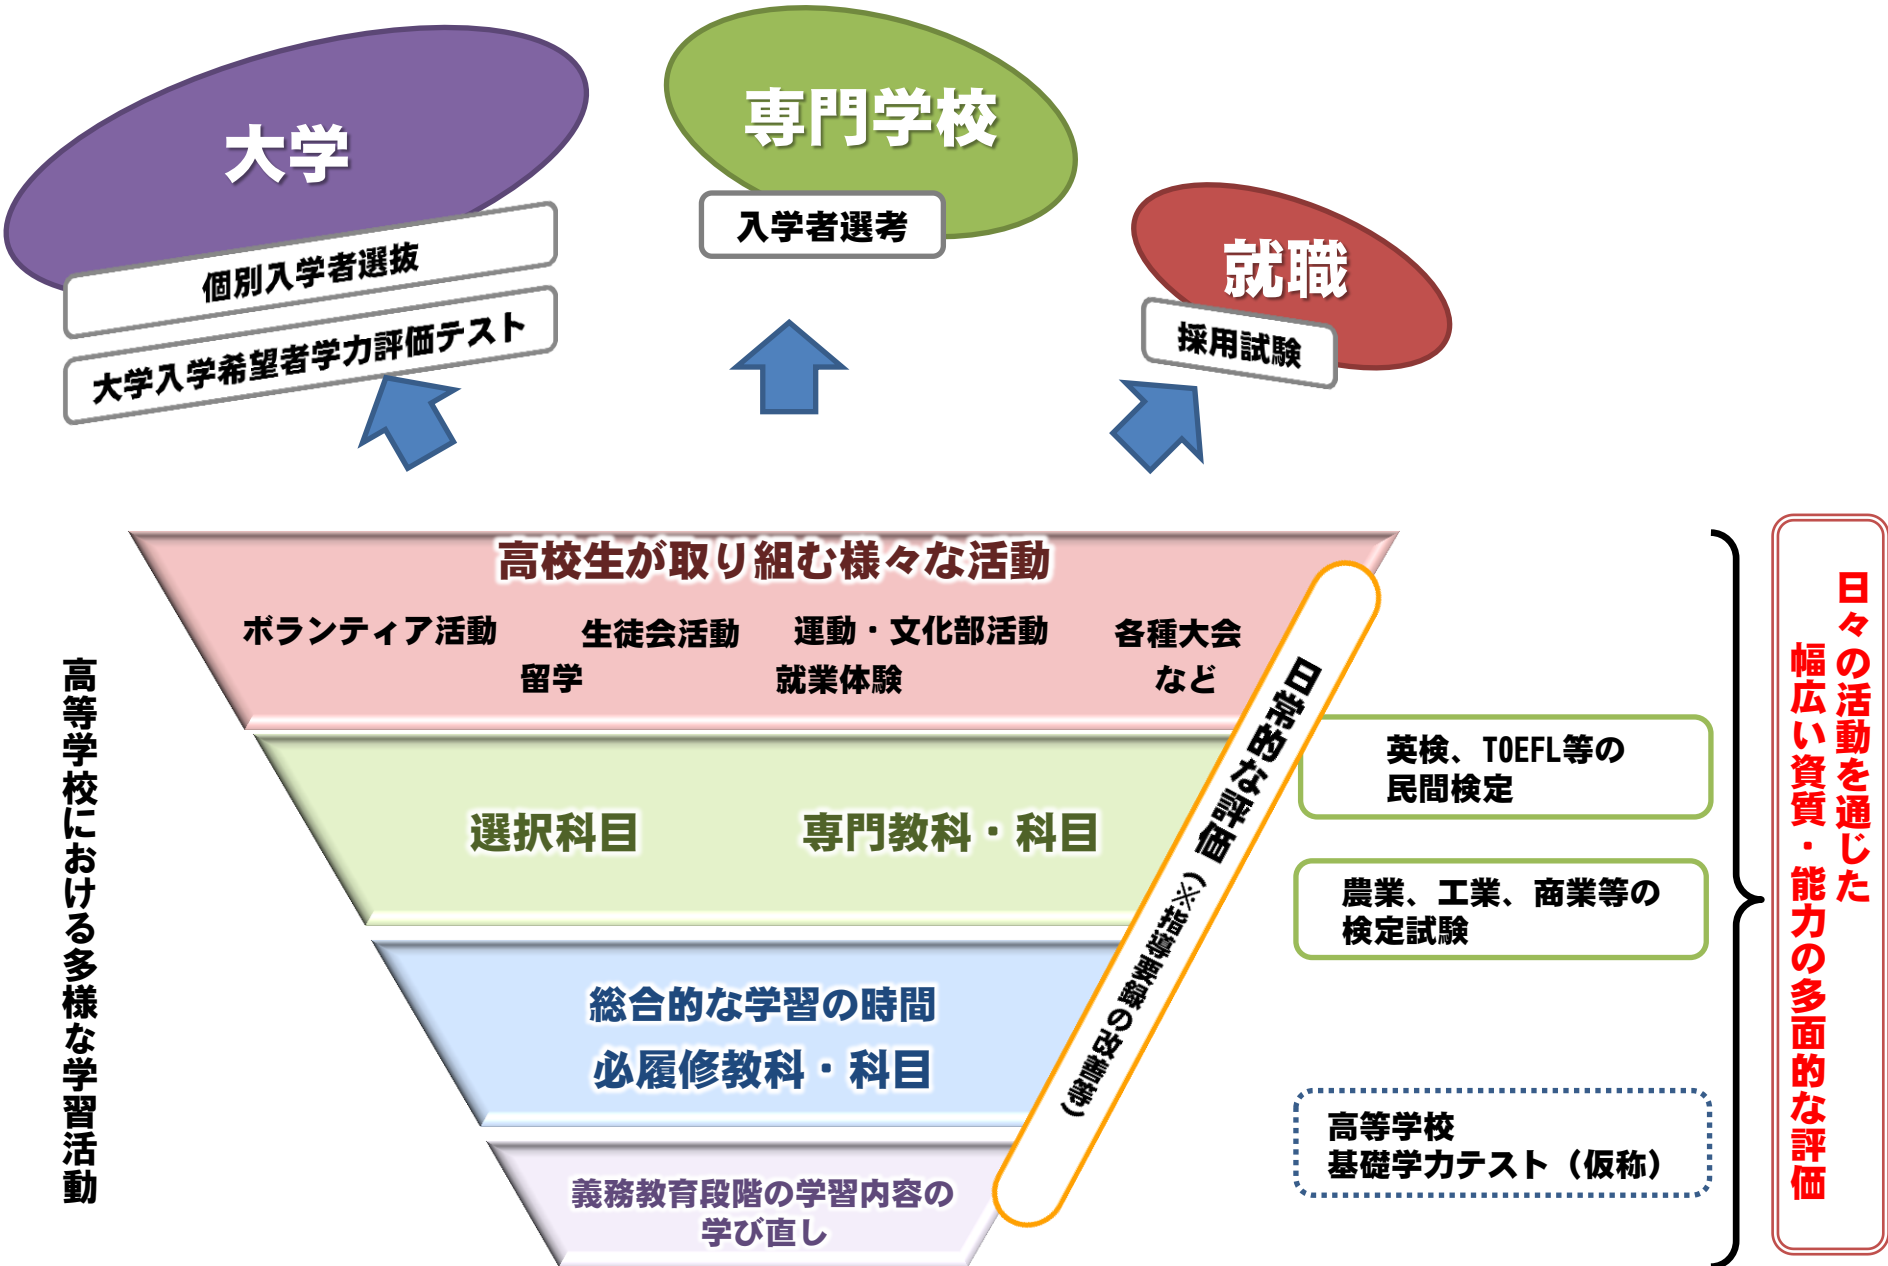 大学
個別入学者選抜
大学入学希望者学力評価テスト
専門学校
入学者選考
就職
採用試験
高等学校における多様な学習活動
高校生が取り組む様々な活動
ボランティア活動
生徒会活動
運動・文化部活動
各種大会
留学
就業体験
など
選択科目
専門教科・科目
総合的な学習の時間
必履修教科・科目
義務教育段階の学習内容の
学び直し
日常的な評価（※指導要録の改善等）
英検、TOEFL等の
民間検定
農業、工業、商業等の
検定試験
高等学校
基礎学力テスト（仮称）
日々の活動を通じた
幅広い資質・能力の多面的な評価